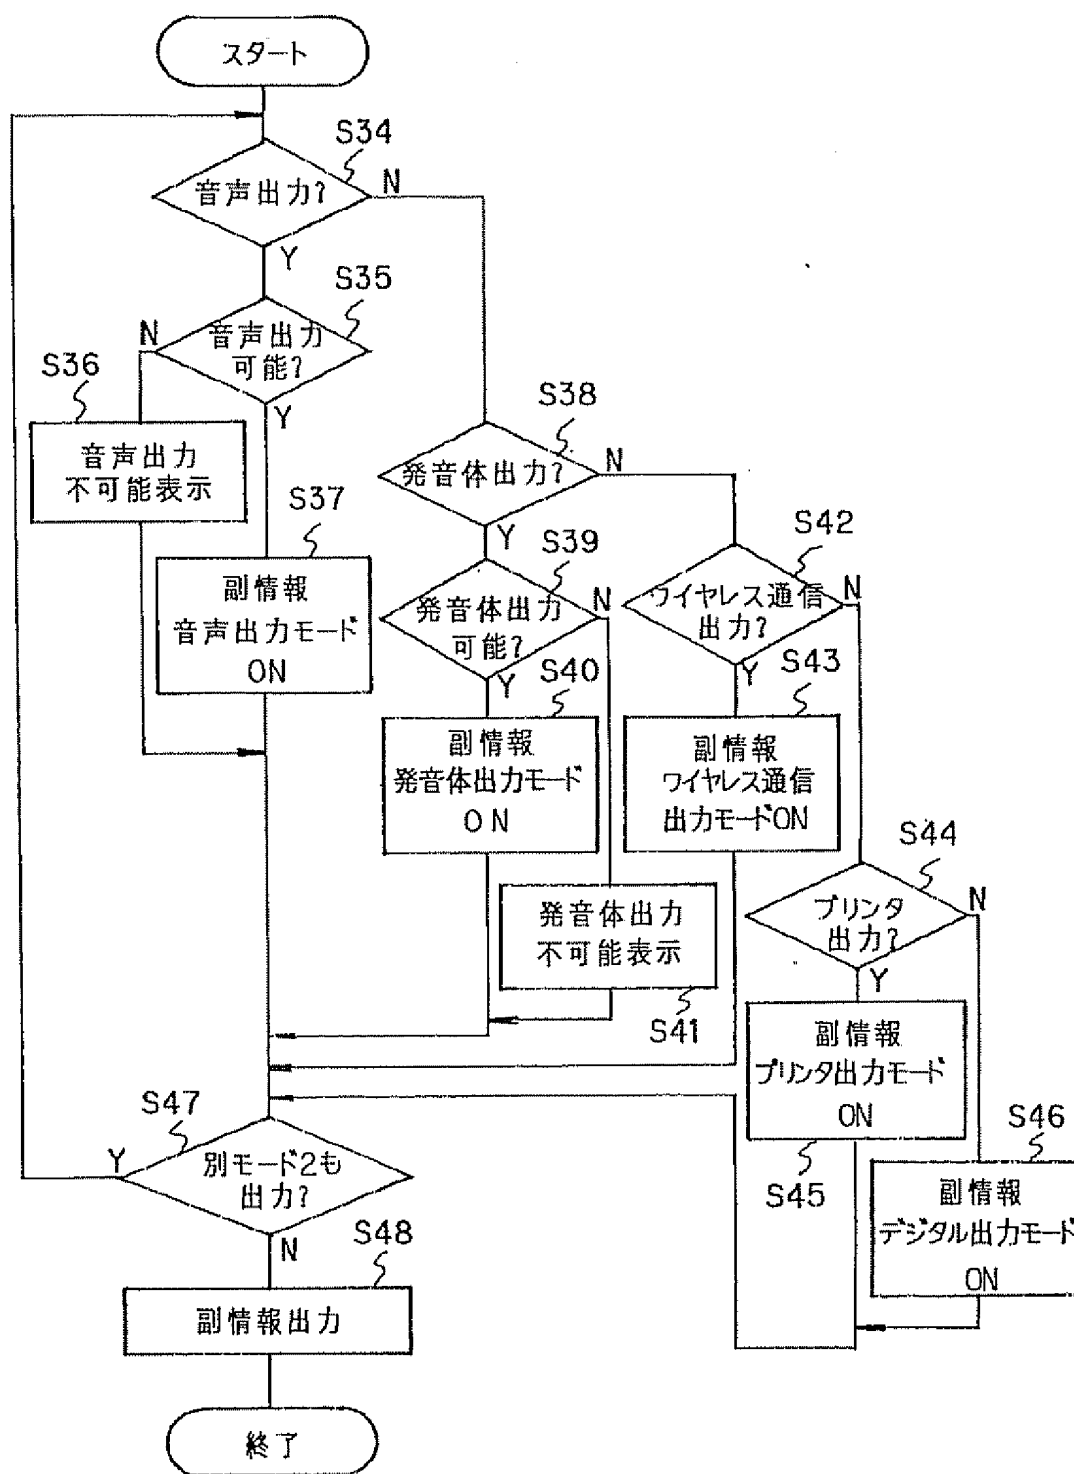 スタート
S34
音声出力?
N
Y
S35
音声出力
可能?
N
Y
S36
音声出力
不可能表示
S37
副情報
音声出力モード
ON
S38
発音体出力?
N
Y
S39
発音体出力
可能?
N
Y
S40
副情報
発音体出力モード
ON
発音体出力
不可能表示
S41
S42
ワイヤレス通信
出力?
N
Y
S43
副情報
ワイヤレス通信
出力モードON
S44
プリンタ
出力?
N
Y
副情報
プリンタ出力モード
ON
S45
S46
副情報
デジタル出力モード
ON
S47
別モード2も
出力?
Y
N
S48
副情報出力
終了